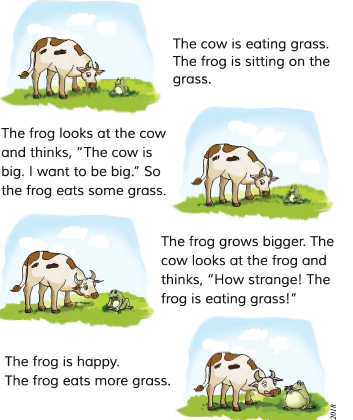 The cow is eating grass.
The frog is sitting on the
grass.
The frog looks at the cow
and thinks, “The cow is
big. I want to be big.” So
the frog eats some grass.
The frog grows bigger. The
cow looks at the frog and
thinks, “How strange! The
frog is eating grass!”
The frog is happy.
The frog eats more grass.
2018